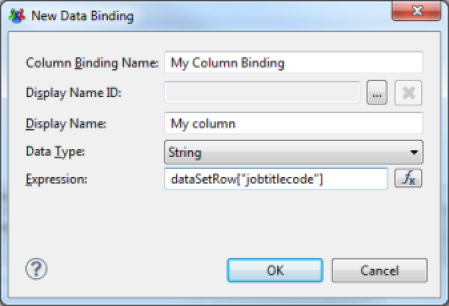 New Data Binding
Column Binding Name: My Column Binding
Display Name ID: ...
Display Name: My column
Data Type: String
Expression: dataSetRow["jobtitlecode"] fx
? OK Cancel